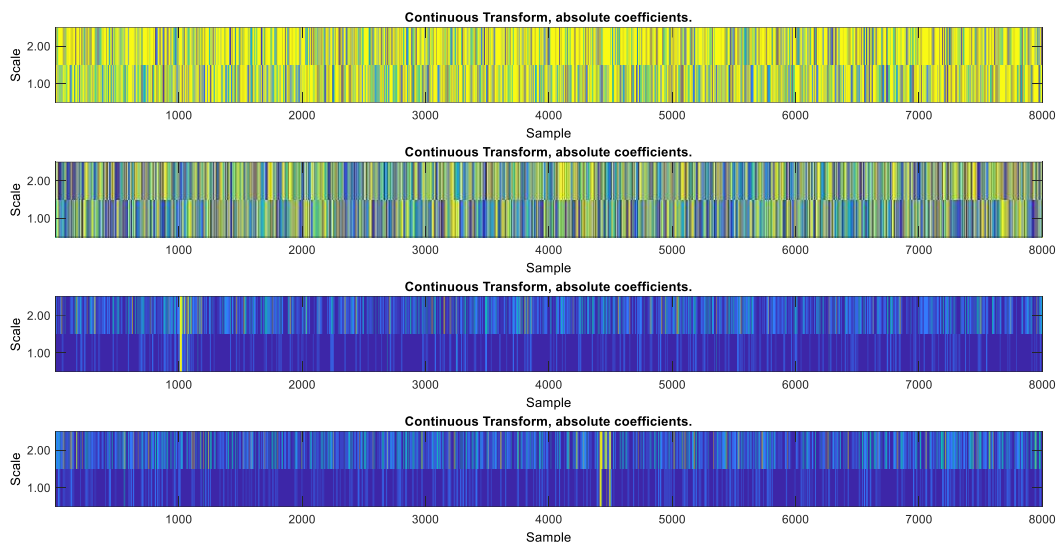 Continuous Transform, absolute coefficients.
Scale
2.00
1.00
1000 2000 3000 4000 5000 6000 7000 8000
Sample
Continuous Transform, absolute coefficients.
Scale
2.00
1.00
1000 2000 3000 4000 5000 6000 7000 8000
Sample
Continuous Transform, absolute coefficients.
Scale
2.00
1.00
1000 2000 3000 4000 5000 6000 7000 8000
Sample
Continuous Transform, absolute coefficients.
Scale
2.00
1.00
1000 2000 3000 4000 5000 6000 7000 8000
Sample